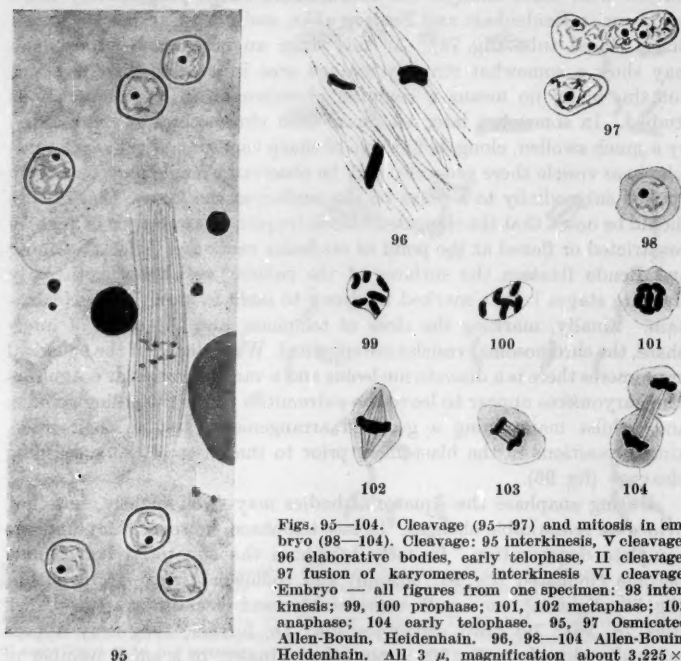 97
96
98
99
100
101
102
103
104
95
Figs. 95—104. Cleavage (95—97) and mitosis in em
bryo (98—104). Cleavage: 95 interkinesis, V cleavage
96 elaborative bodies, early telophase, II cleavage
97 fusion of karyomeres, interkinesis VI cleavage
Embryo — all figures from one specimen: 98 inter
kinesis; 99, 100 prophase; 101, 102 metaphase; 103
anaphase; 104 early telophase. 95, 97 Osmicated
Allen-Bouin, Heidenhain. 96, 98—104 Allen-Bouin
Heidenhain. All 3 μ, magnification about 3,225 ×